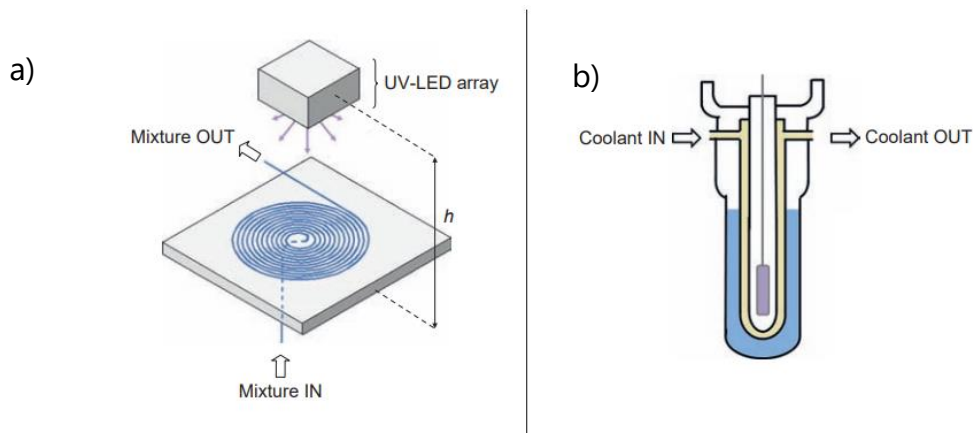 a)
UV-LED array
Mixture OUT
h
Mixture IN
b)
Coolant IN
Coolant OUT